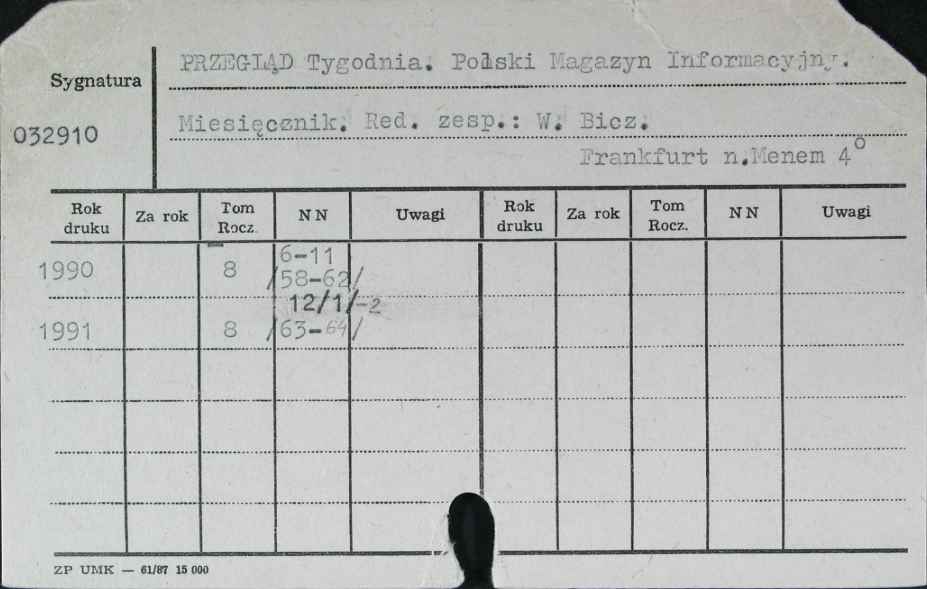 PRZEGLĄD Tygodnia. Polski Magazyn Informacyjny.
Sygnatura
Miesięcznik. Red. zesp.: W. Bicz.
032910
Frankfurt n.Menem 4°
Rok druku Za rok Tom Rocz. NN Uwagi Rok druku Za rok Tom Rocz. NN Uwagi
1990 8 6-11
/58-62/
12/1/-2
1991 8 /63-64/
ZP UMK — 61/87 15 000